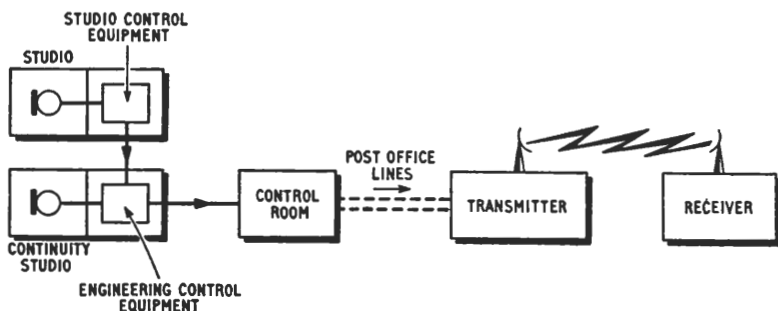 STUDIO CONTROL
EQUIPMENT
STUDIO
CONTINUITY
STUDIO
ENGINEERING CONTROL
EQUIPMENT
CONTROL
ROOM
POST OFFICE
LINES
TRANSMITTER
RECEIVER